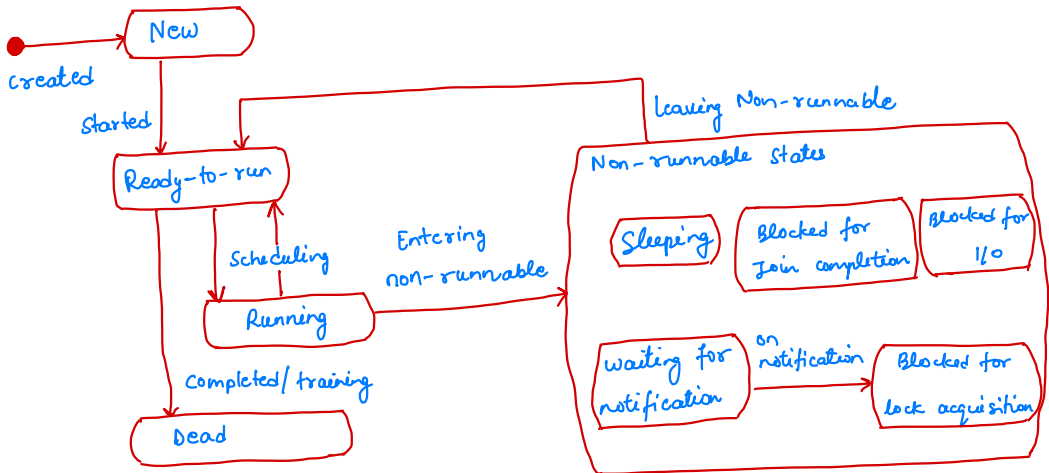 New
created
Started
Leaving Non-runnable
Non-runnable States
Ready-to-run
Sleeping
Blocked for
Join completion
Blocked for
I/O
Scheduling
Entering
non-runnable
Running
waiting for
notification
on
notification
Blocked for
lock acquisition
Completed/training
Dead